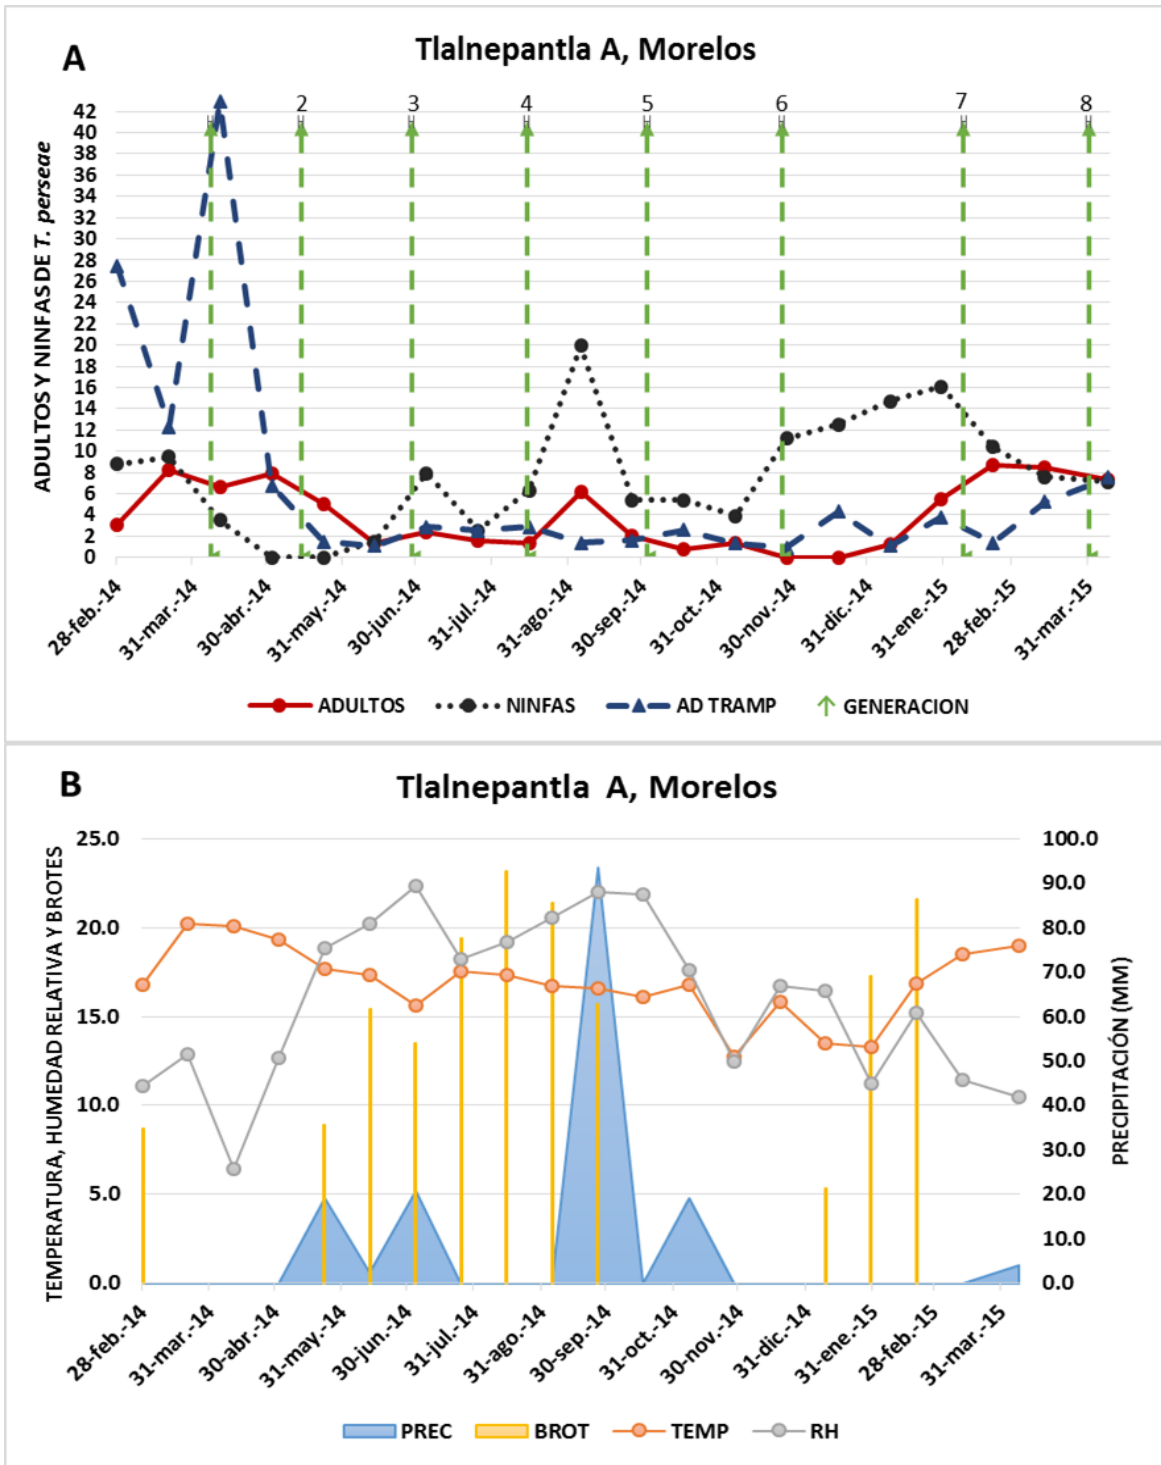 A
Tlalnepantla A, Morelos
2 3 4 5 6 7 8
ADULTOS Y NINFAS DE T. perseae
42
40
38
36
34
32
30
28
26
24
22
20
18
16
14
12
10
8
6
4
2
0
28-feb.-14
31-mar.-14
30-abr.-14
31-may.-14
30-jun.-14
31-jul.-14
31-ago.-14
30-sep.-14
31-oct.-14
30-nov.-14
31-dic.-14
31-ene.-15
28-feb.-15
31-mar.-15
ADULTOS NINFAS AD TRAMP GENERACION
B
Tlalnepantla A, Morelos
TEMPERATURA, HUMEDAD RELATIVA Y BROTES
25.0
20.0
15.0
10.0
5.0
0.0
100.0
90.0
80.0
70.0
60.0
50.0
40.0
30.0
20.0
10.0
0.0
PRECIPITACIÓN (MM)
28-feb.-14
31-mar.-14
30-abr.-14
31-may.-14
30-jun.-14
31-jul.-14
31-ago.-14
30-sep.-14
31-oct.-14
30-nov.-14
31-dic.-14
31-ene.-15
28-feb.-15
31-mar.-15
PREC BROT TEMP RH